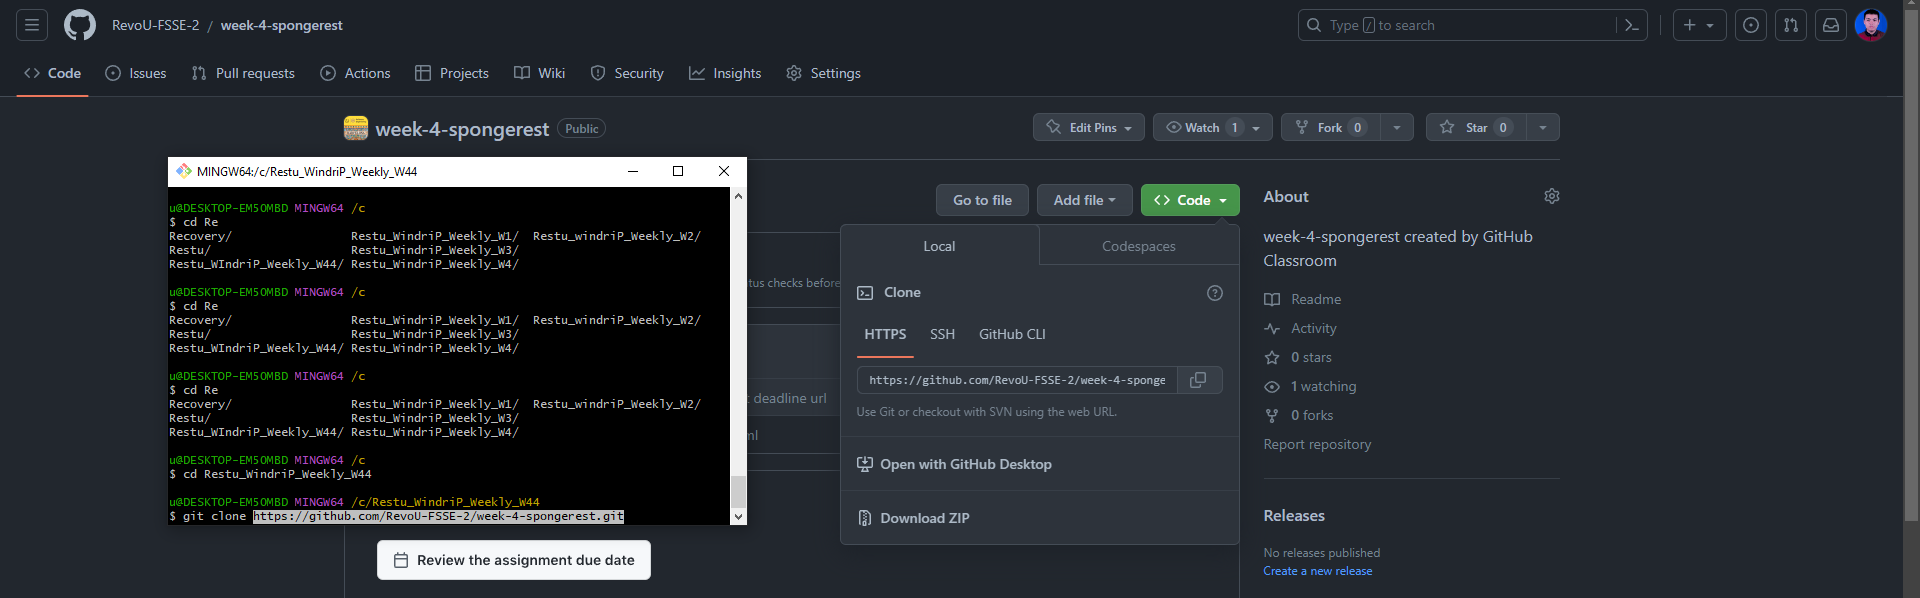 RevoU-FSSE-2 / week-4-spongerest
Type / to search
Code Issues Pull requests Actions Projects Wiki Security Insights Settings
week-4-spongerest Public
Edit Pins Watch 1 Fork 0 Star 0
MINGW64:/c/Restu_WindriP_Weekly_W44
u@DESKTOP-EM5OMBD MINGW64 /c
$ cd Re
Recovery/ Restu_WindriP_Weekly_W1/ Restu_windriP_Weekly_W2/
Restu/ Restu_WindriP_Weekly_W3/
Restu_WIndriP_Weekly_W44/ Restu_WindriP_Weekly_W4/
u@DESKTOP-EM5OMBD MINGW64 /c
$ cd Re
Recovery/ Restu_WindriP_Weekly_W1/ Restu_windriP_Weekly_W2/
Restu/ Restu_WindriP_Weekly_W3/
Restu_WIndriP_Weekly_W44/ Restu_WindriP_Weekly_W4/
u@DESKTOP-EM5OMBD MINGW64 /c
$ cd Re
Recovery/ Restu_WindriP_Weekly_W1/ Restu_windriP_Weekly_W2/
Restu/ Restu_WindriP_Weekly_W3/
Restu_WIndriP_Weekly_W44/ Restu_WindriP_Weekly_W4/
u@DESKTOP-EM5OMBD MINGW64 /c
$ cd Restu_WindriP_Weekly_W44
u@DESKTOP-EM5OMBD MINGW64 /c/Restu_WindriP_Weekly_W44
$ git clone https://github.com/RevoU-FSSE-2/week-4-spongerest.git
Review the assignment due date
tus checks before
deadline url
ml
Go to file Add file Code
Local Codespaces
Clone
HTTPS SSH GitHub CLI
https://github.com/RevoU-FSSE-2/week-4-sponge
Use Git or checkout with SVN using the web URL.
Open with GitHub Desktop
Download ZIP
About
week-4-spongerest created by GitHub
Classroom
Readme
Activity
0 stars
1 watching
0 forks
Report repository
Releases
No releases published
Create a new release